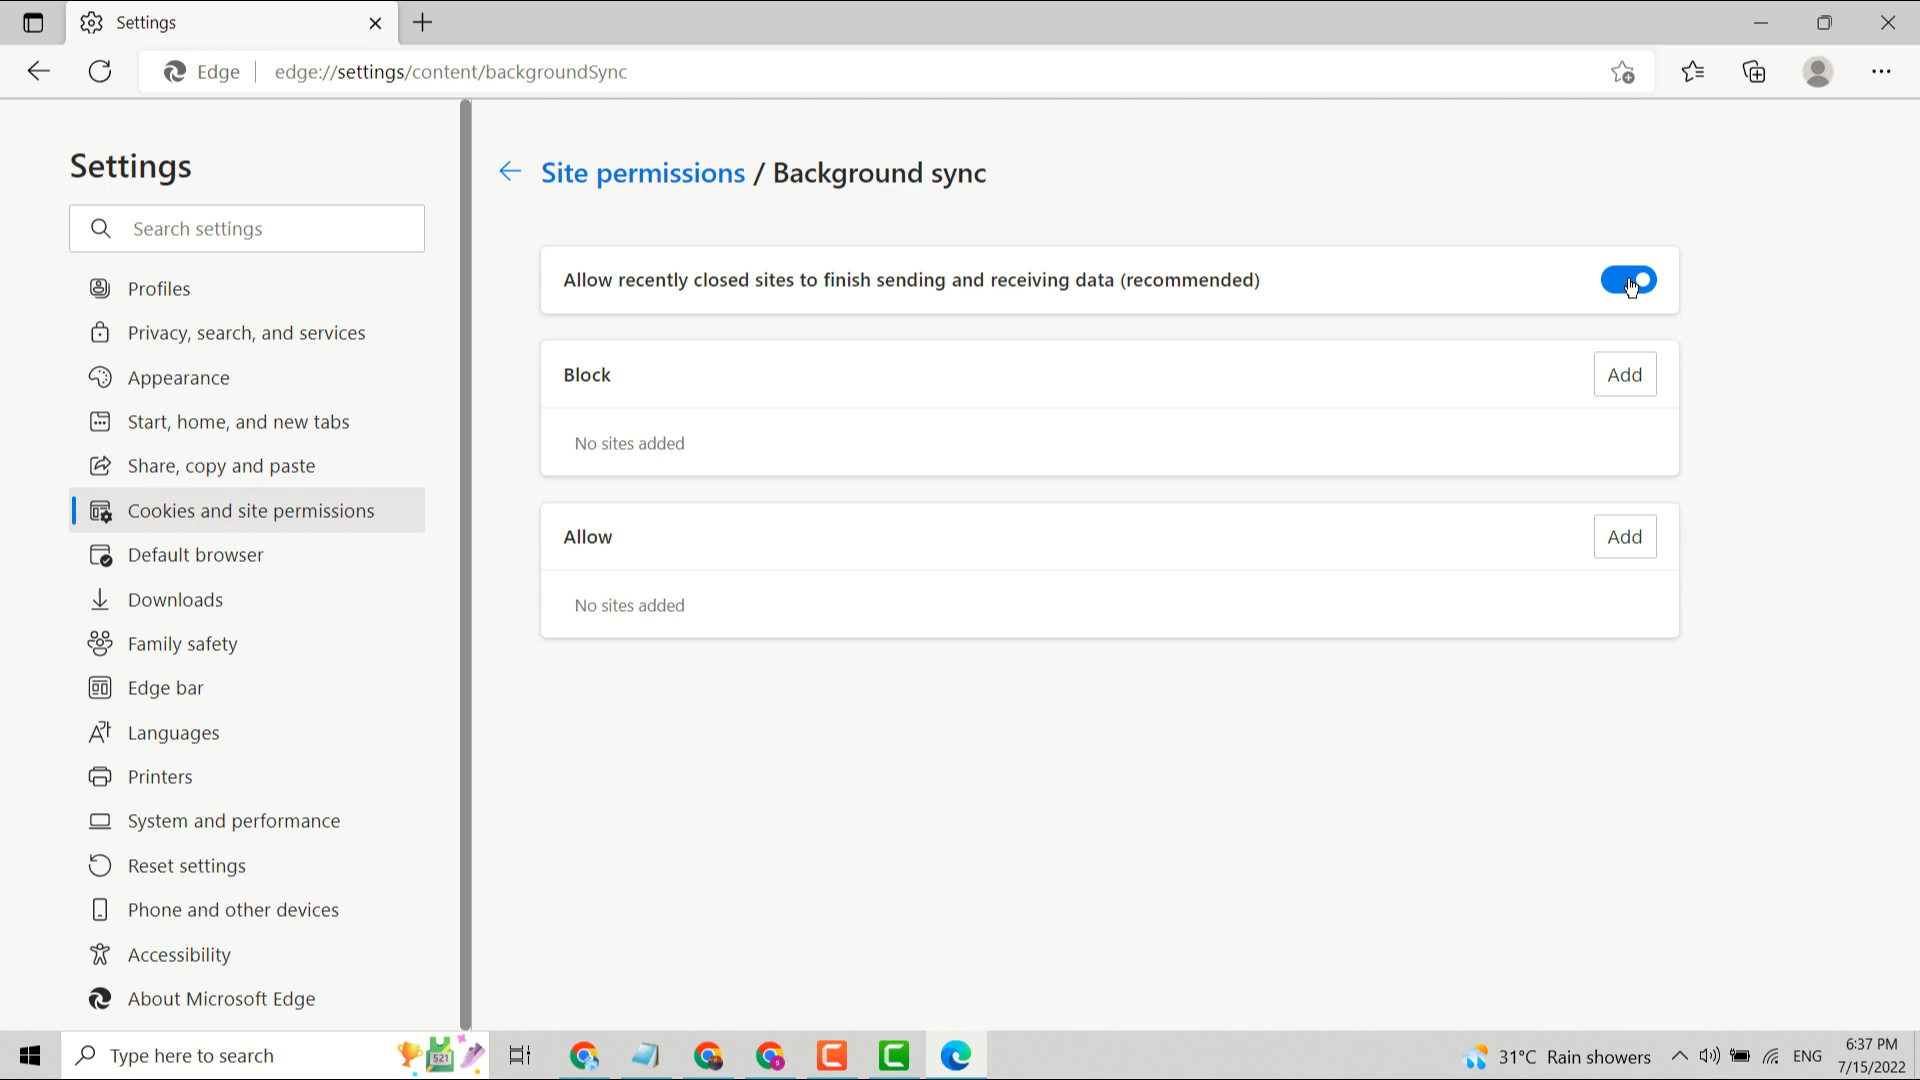 Settings
Edge
edge://settings/content/backgroundSync
Settings
Search settings
Profiles
Privacy, search, and services
Appearance
Start, home, and new tabs
Share, copy and paste
Cookies and site permissions
Default browser
Downloads
Family safety
Edge bar
Languages
Printers
System and performance
Reset settings
Phone and other devices
Accessibility
About Microsoft Edge
Site permissions / Background sync
Allow recently closed sites to finish sending and receiving data (recommended)
Block
Add
No sites added
Allow
Add
No sites added
Type here to search
521
31°C Rain showers
ENG
6:37 PM
7/15/2022